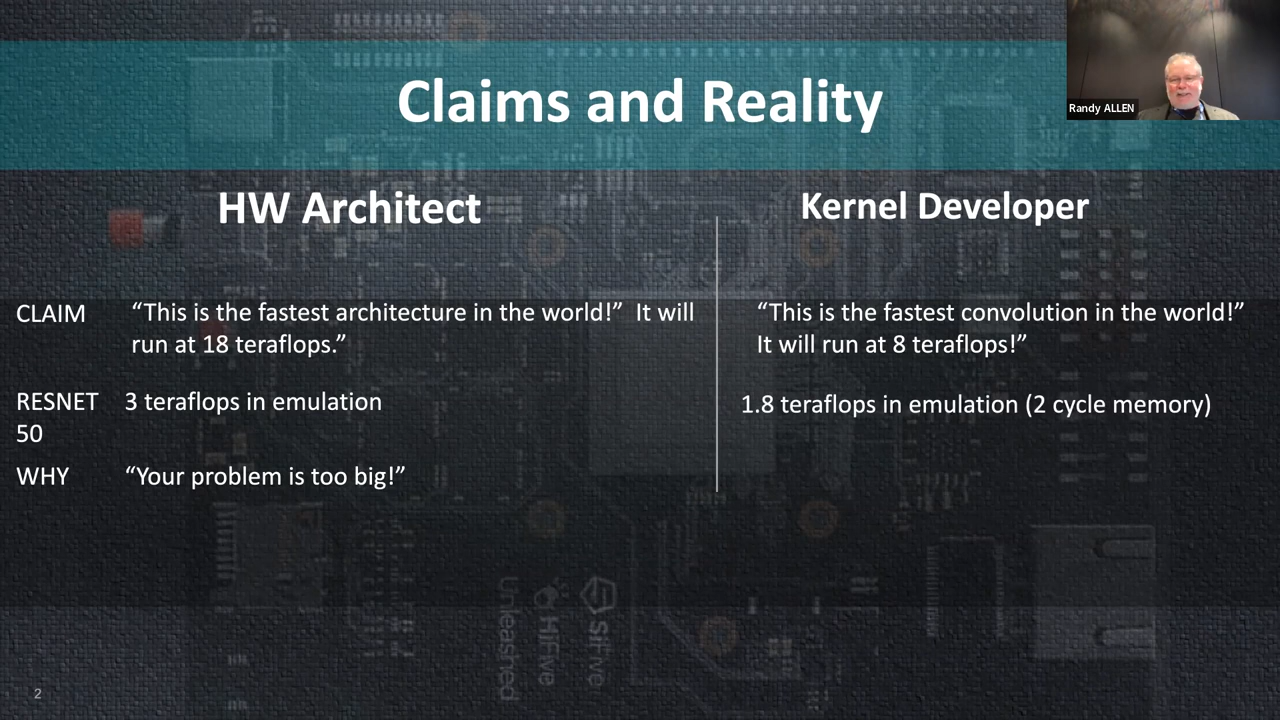 Claims and Reality
Randy ALLEN
HW Architect
Kernel Developer
CLAIM
“This is the fastest architecture in the world!”  It will
run at 18 teraflops.”
“This is the fastest convolution in the world!”
It will run at 8 teraflops!”
RESNET
50
3 teraflops in emulation
1.8 teraflops in emulation (2 cycle memory)
WHY
“Your problem is too big!”
SiFive
HiFive
Unleashed
2